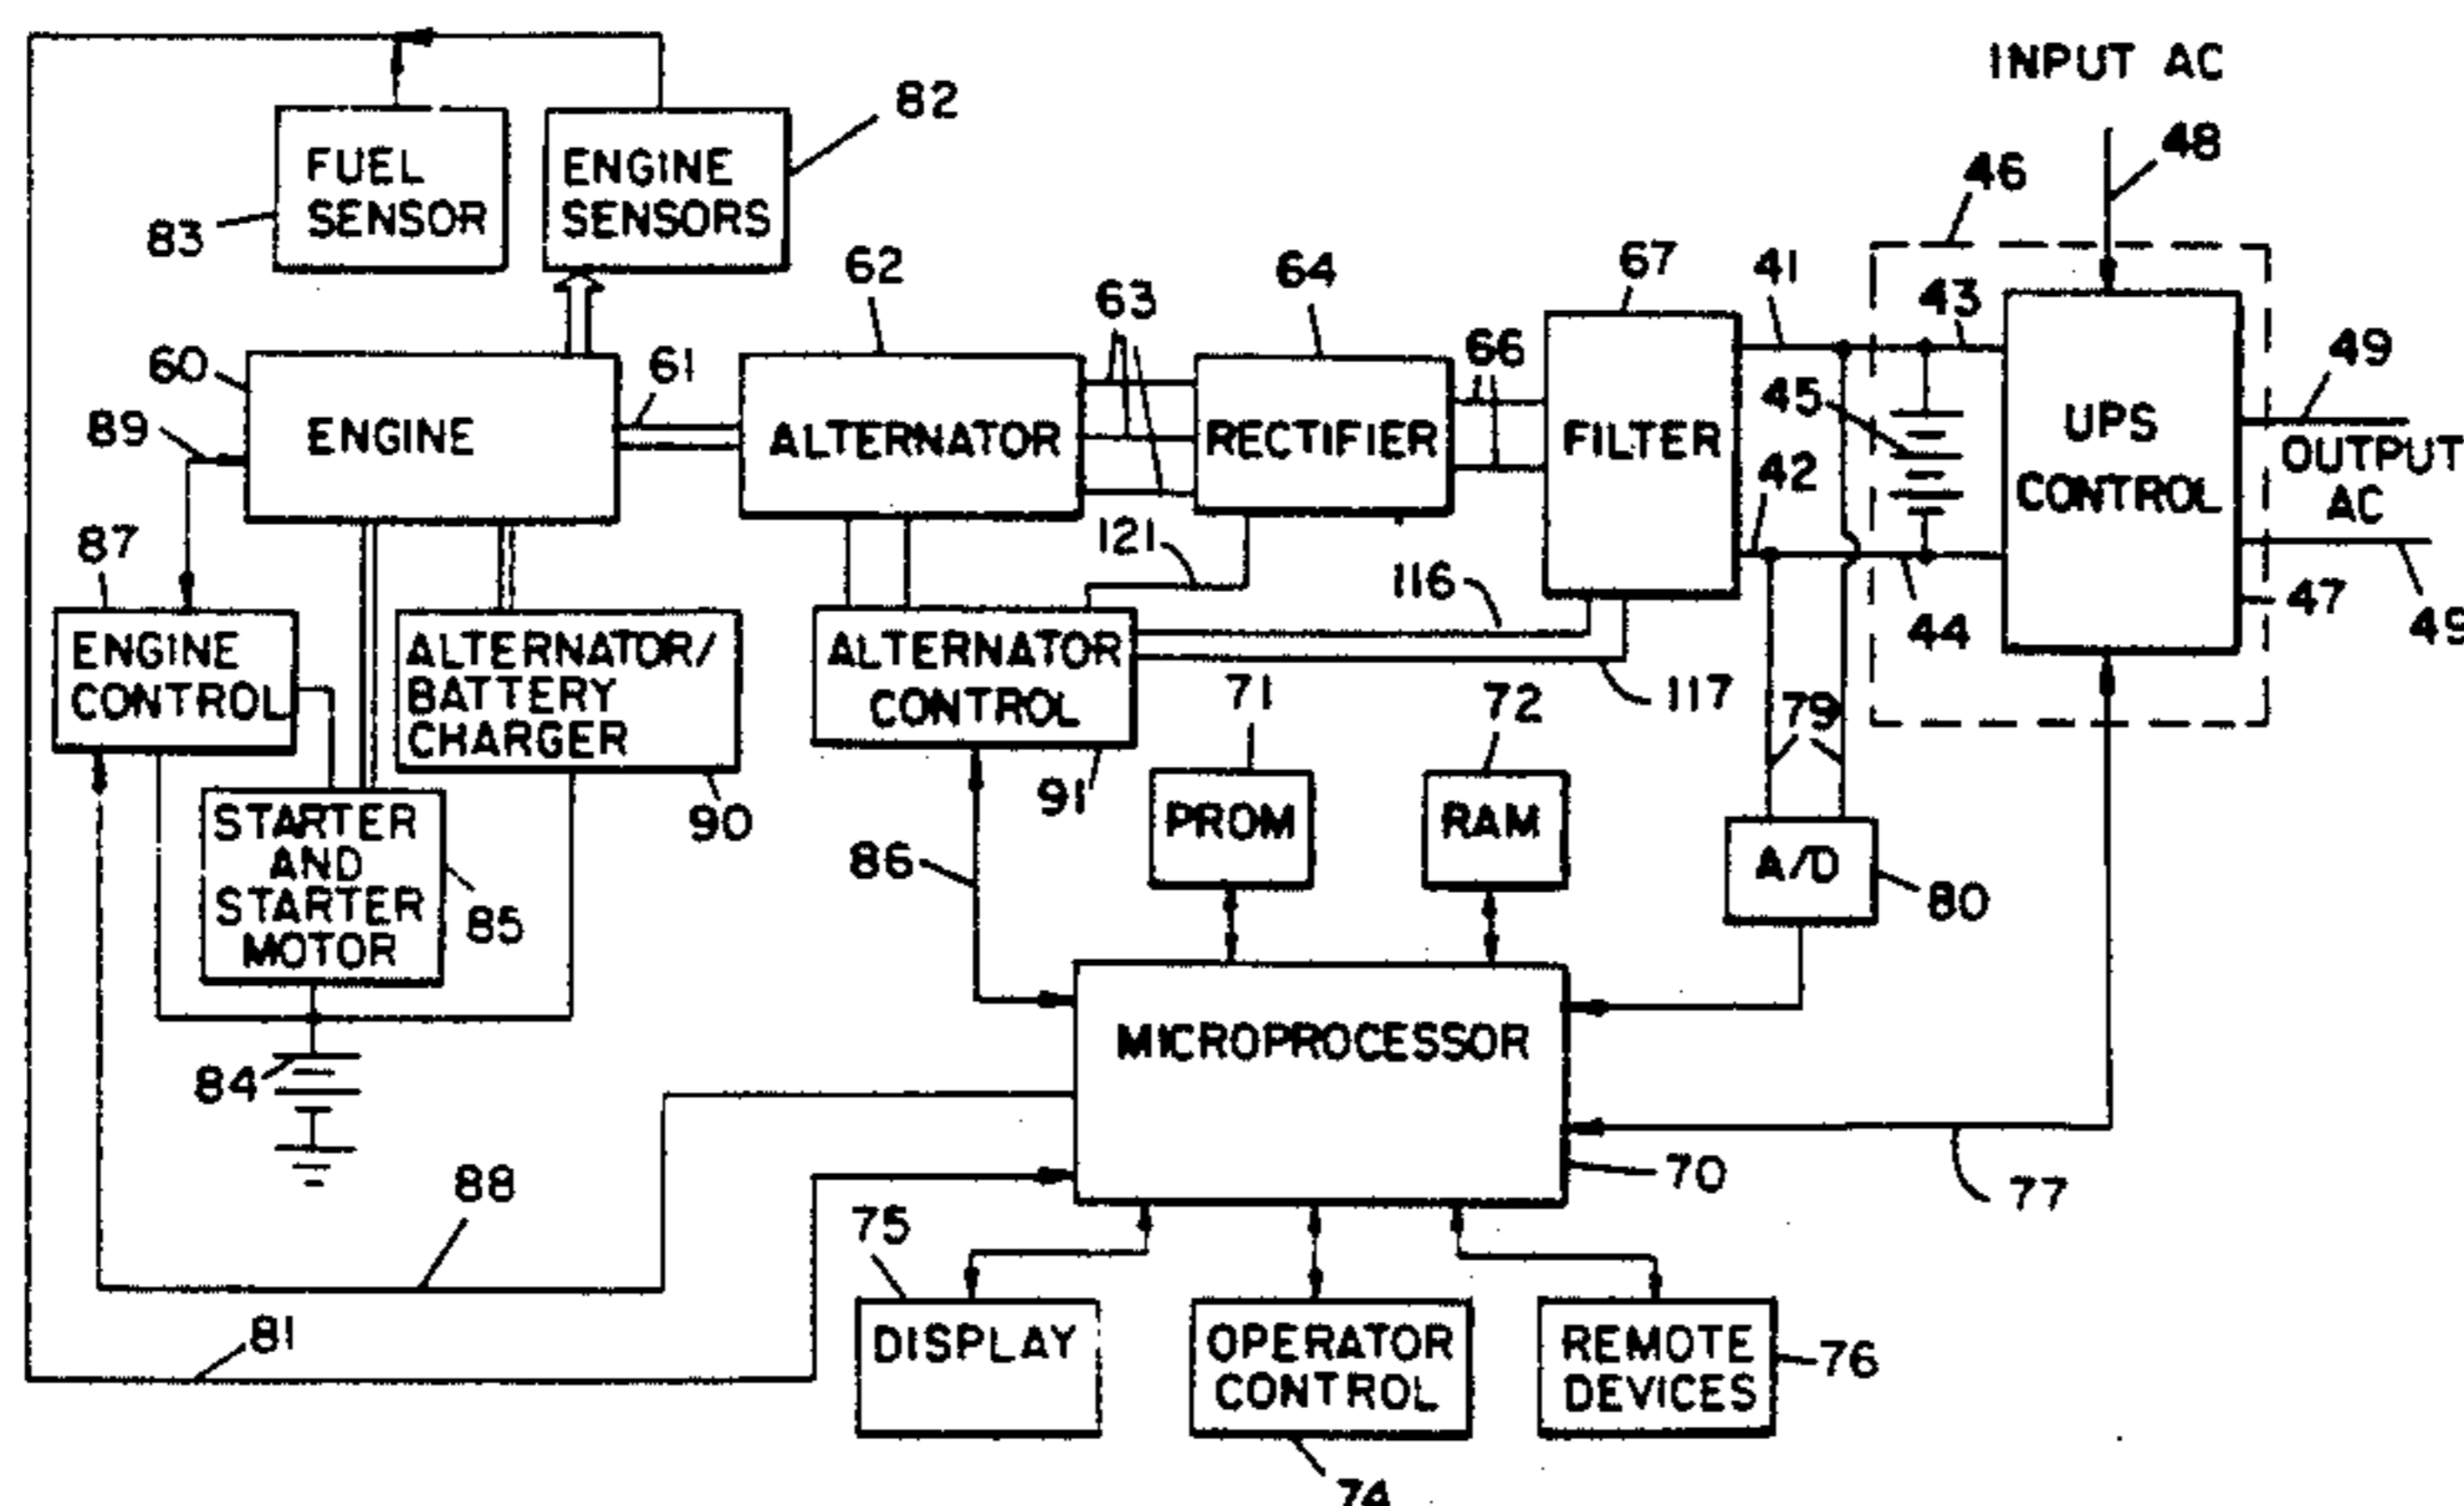 INPUT AC
82
48
FUEL
SENSOR
ENGINE
SENSORS
46
83
62
63
64
67
41
43
60
61
66
49
89
45
ENGINE
ALTERNATOR
RECTIFIER
FILTER
UPS
CONTROL
42
OUTPUT
AC
87
121
116
44
47
49
ENGINE
CONTROL
ALTERNATOR/
BATTERY
CHARGER
ALTERNATOR
CONTROL
71
72
117
79
90
91
STARTER
AND
STARTER
MOTOR
85
86
PROM
RAM
A/D
80
MICROPROCESSOR
84
88
70
77
75
81
DISPLAY
OPERATOR
CONTROL
REMOTE
DEVICES
76
74